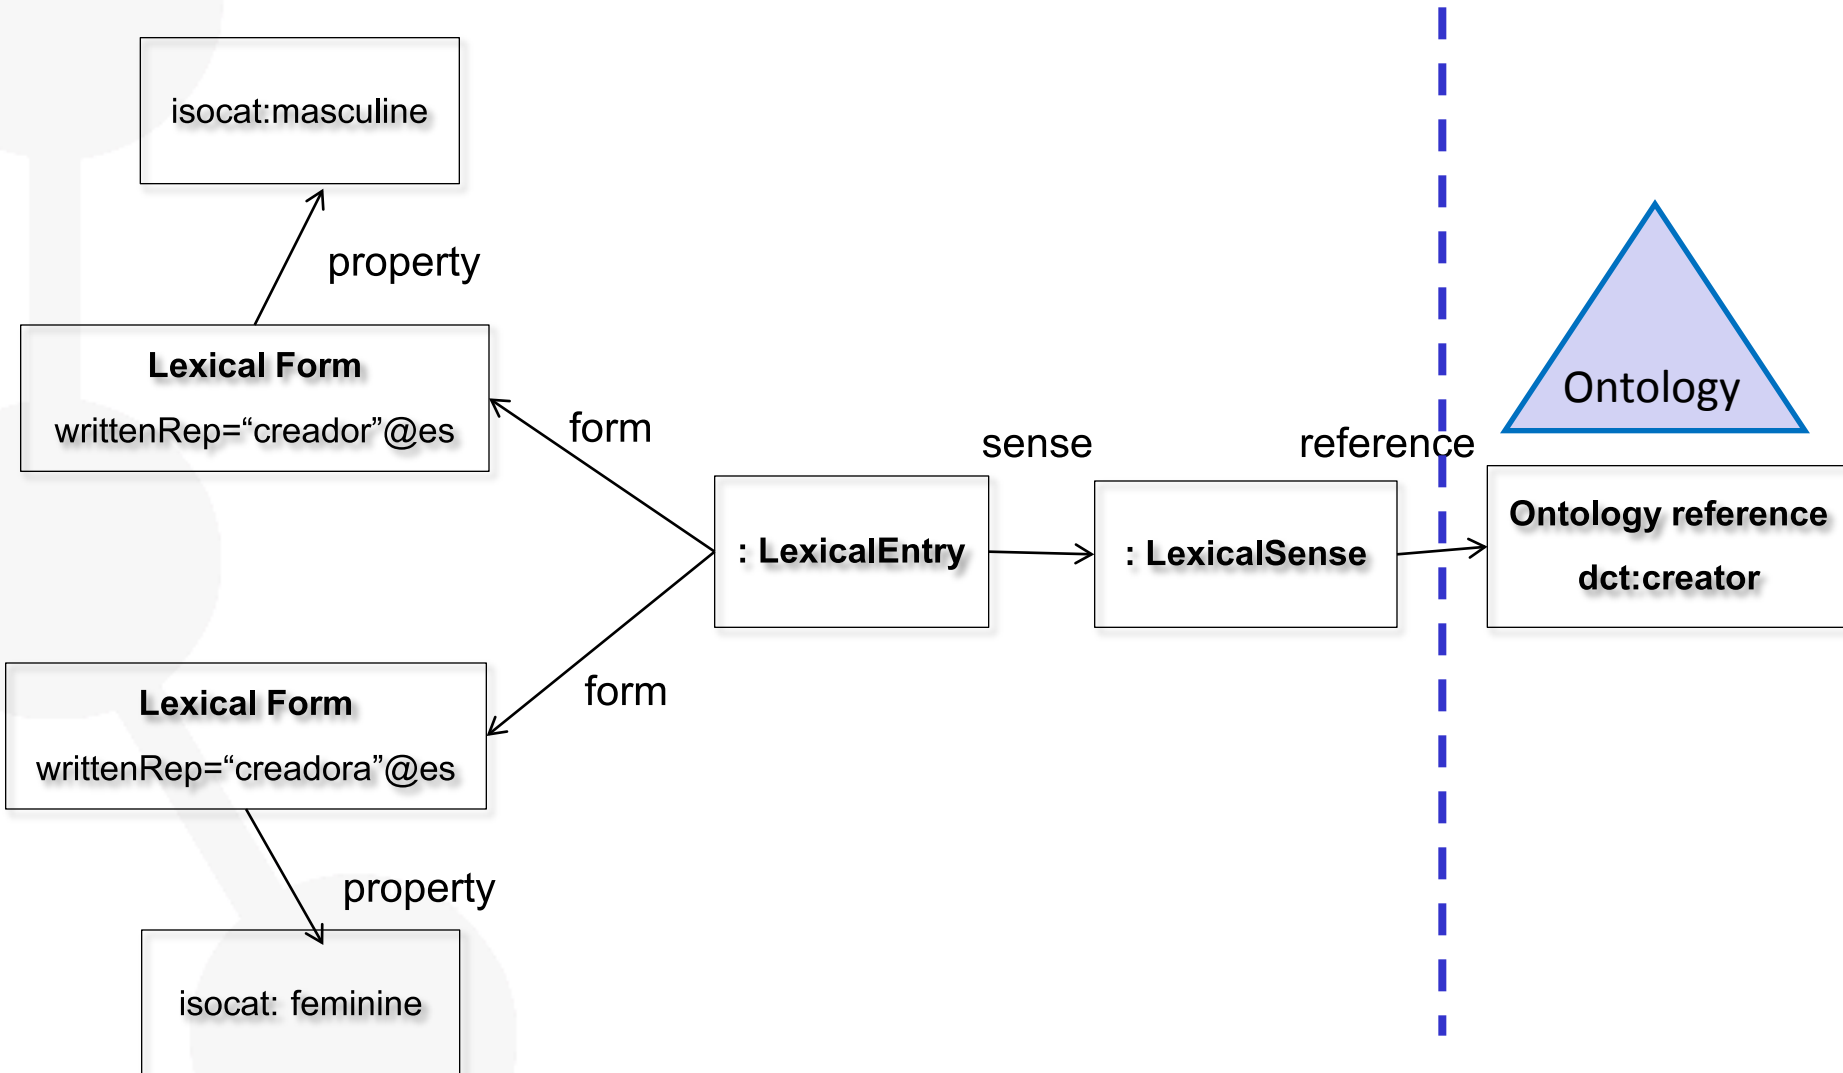 isocat:masculine
property
Lexical Form
writtenRep=“creador”@es
form
sense
reference
Ontology
: LexicalEntry
: LexicalSense
Ontology reference
dct:creator
form
Lexical Form
writtenRep=“creadora”@es
property
isocat: feminine